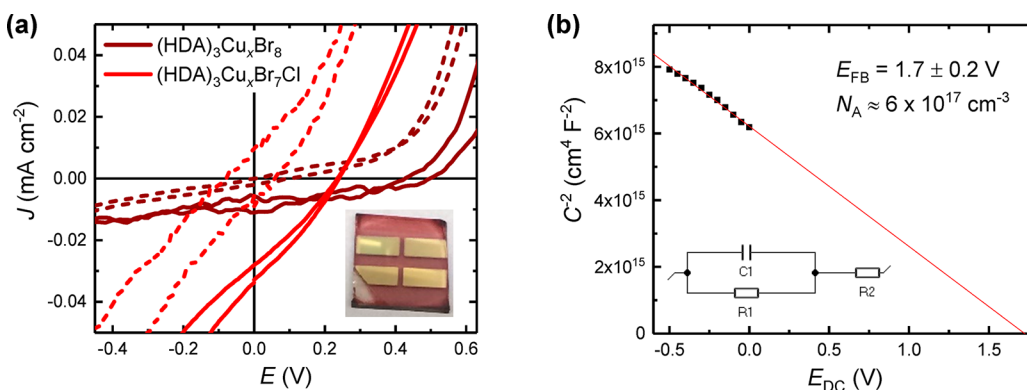 (a)
(HDA)₃CuₓBr₈
(HDA)₃CuₓBr₇Cl
0.04
0.02
0.00
-0.02
-0.04
J (mA cm⁻²)
-0.4 -0.2 0.0 0.2 0.4 0.6
E (V)
(b)
E_FB = 1.7 ± 0.2 V
N_A ≈ 6 x 10¹⁷ cm⁻³
8x10¹⁵
6x10¹⁵
4x10¹⁵
2x10¹⁵
0
C⁻² (cm⁴ F⁻²)
C1
R1
R2
-0.5 0.0 0.5 1.0 1.5
E_DC (V)